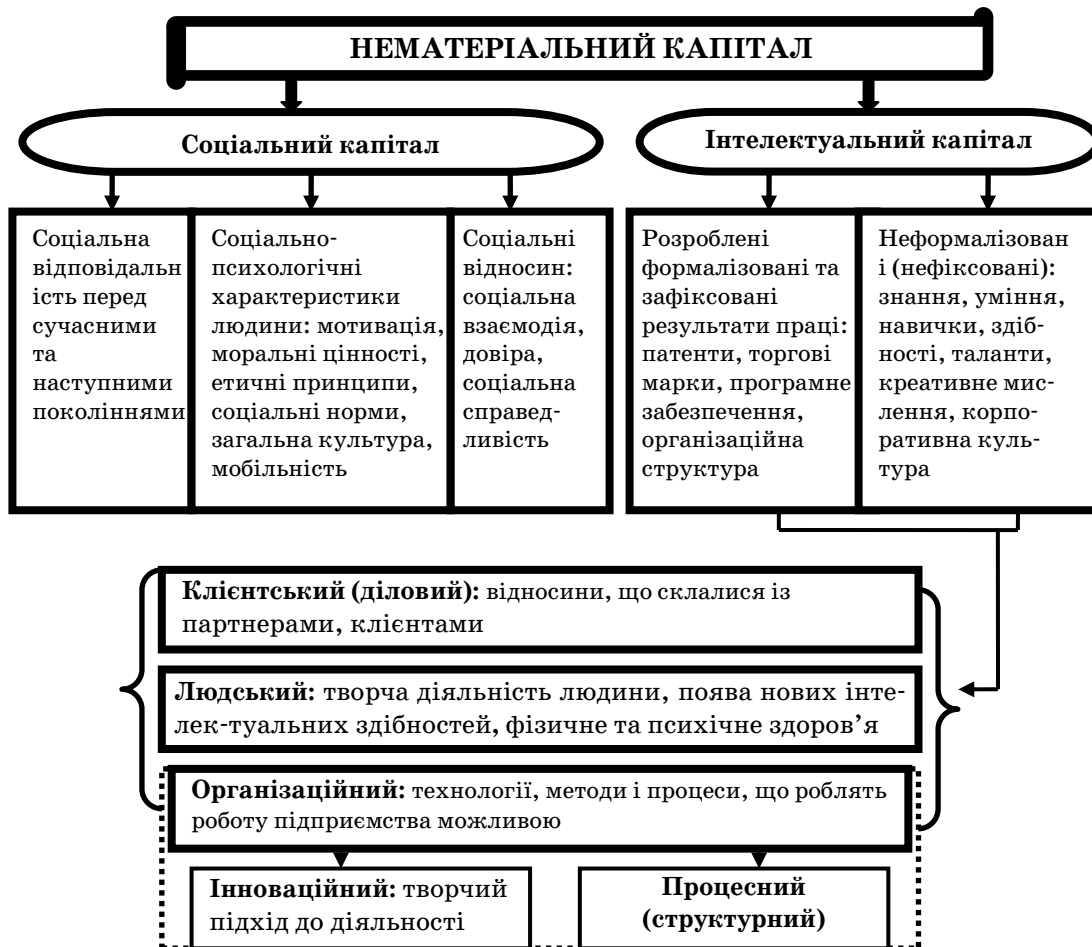 НЕМАТЕРІАЛЬНИЙ КАПІТАЛ
Соціальний капітал
Інтелектуальний капітал
Соціальна
відповідальн
ість перед
сучасними
та
наступними
поколіннями
Соціально-
психологічні
характеристики
людини: мотивація,
моральні цінності,
етичні принципи,
соціальні норми,
загальна культура,
мобільність
Соціальні
відносин:
соціальна
взаємодія,
довіра,
соціальна
справед-
ливість
Розроблені
формалізовані та
зафіксовані
результати праці:
патенти, торгові
марки, програмне
забезпечення,
організаційна
структура
Неформалізован
і (нефіксовані):
знання, уміння,
навички, здіб-
ності, таланти,
креативне мис-
лення, корпо-
ративна куль-
тура
Клієнтський (діловий): відносини, що склалися із
партнерами, клієнтами
Людський: творча діяльність людини, поява нових інте-
лек-туальних здібностей, фізичне та психічне здоров’я
Організаційний: технології, методи і процеси, що роблять
роботу підприємства можливою
Інноваційний: творчий
підхід до діяльності
Процесний
(структурний)